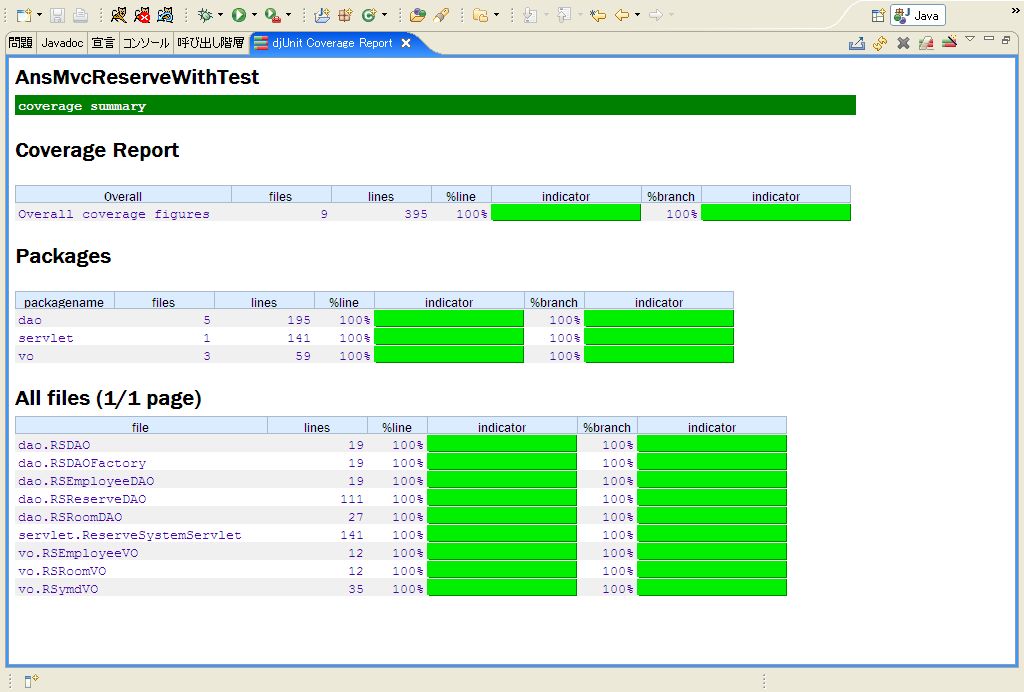 Java
»
問題 Javadoc 宣言 コンソール 呼び出し階層 djUnit Coverage Report
AnsMvcReserveWithTest
coverage summary
Coverage Report
Overall files lines %line indicator %branch indicator
Overall coverage figures 9 395 100% 100%
Packages
packagename files lines %line indicator %branch indicator
dao 5 195 100% 100%
servlet 1 141 100% 100%
vo 3 59 100% 100%
All files (1/1 page)
file lines %line indicator %branch indicator
dao.RSDAO 19 100% 100%
dao.RSDAOFactory 19 100% 100%
dao.RSEmployeeDAO 19 100% 100%
dao.RSReserveDAO 111 100% 100%
dao.RSRoomDAO 27 100% 100%
servlet.ReserveSystemServlet 141 100% 100%
vo.RSEmployeeVO 12 100% 100%
vo.RSRoomVO 12 100% 100%
vo.RSymdVO 35 100% 100%